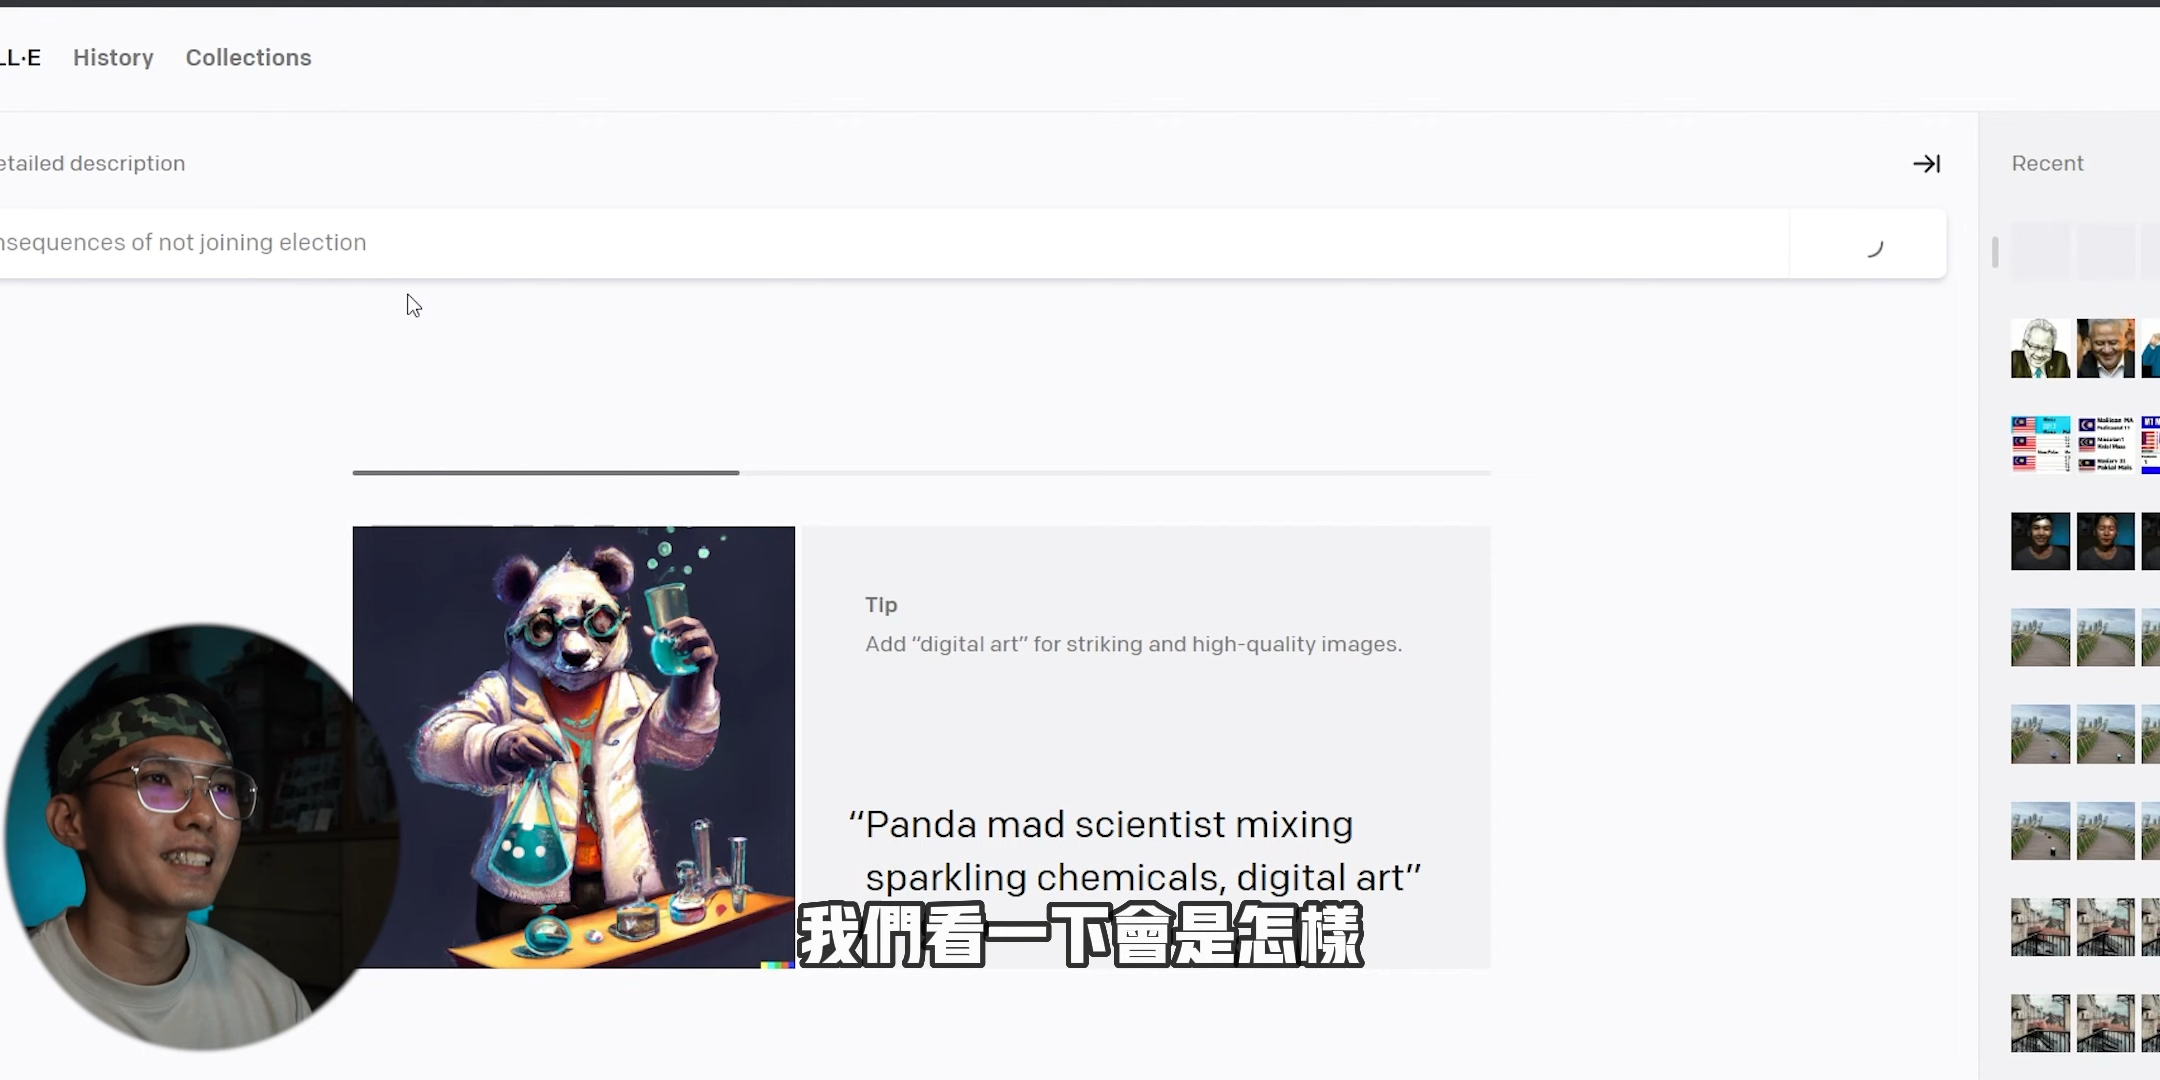 LL·E History Collections
etailed description
Recent
nsequences of not joining election
Tip
Add “digital art” for striking and high-quality images.
“Panda mad scientist mixing
sparkling chemicals, digital art”
我們看一下會是怎樣